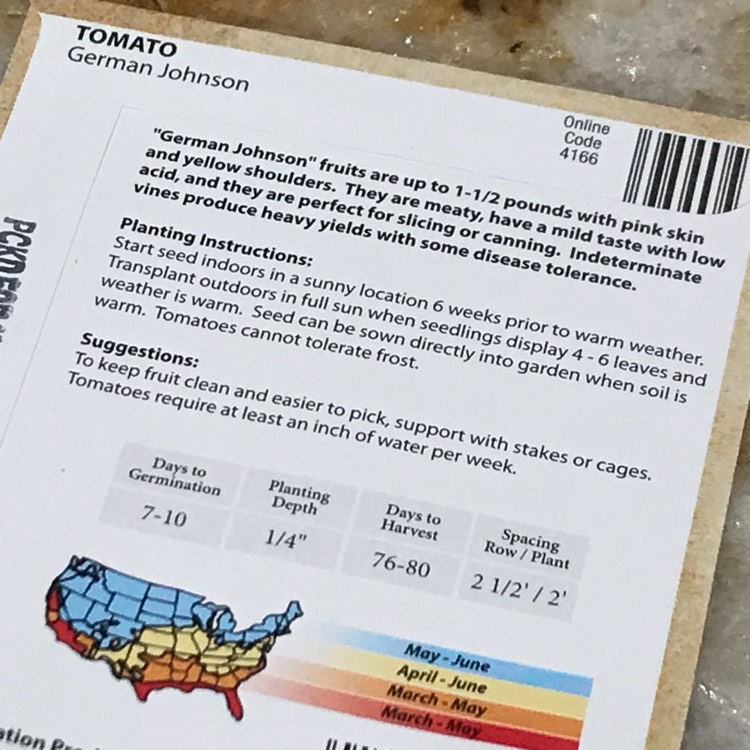 TOMATO
German Johnson
Online
Code
4166
"German Johnson" fruits are up to 1-1/2 pounds with pink skin
and yellow shoulders. They are meaty, have a mild taste with low
acid, and they are perfect for slicing or canning. Indeterminate
vines produce heavy yields with some disease tolerance.
Planting Instructions:
Start seed indoors in a sunny location 6 weeks prior to warm weather.
Transplant outdoors in full sun when seedlings display 4 - 6 leaves and
weather is warm. Seed can be sown directly into garden when soil is
warm. Tomatoes cannot tolerate frost.
Suggestions:
To keep fruit clean and easier to pick, support with stakes or cages.
Tomatoes require at least an inch of water per week.
Days to
Germination
7-10
Planting
Depth
1/4"
Days to
Harvest
76-80
Spacing
Row / Plant
2 1/2' / 2'
May - June
April - June
March - May
March - May